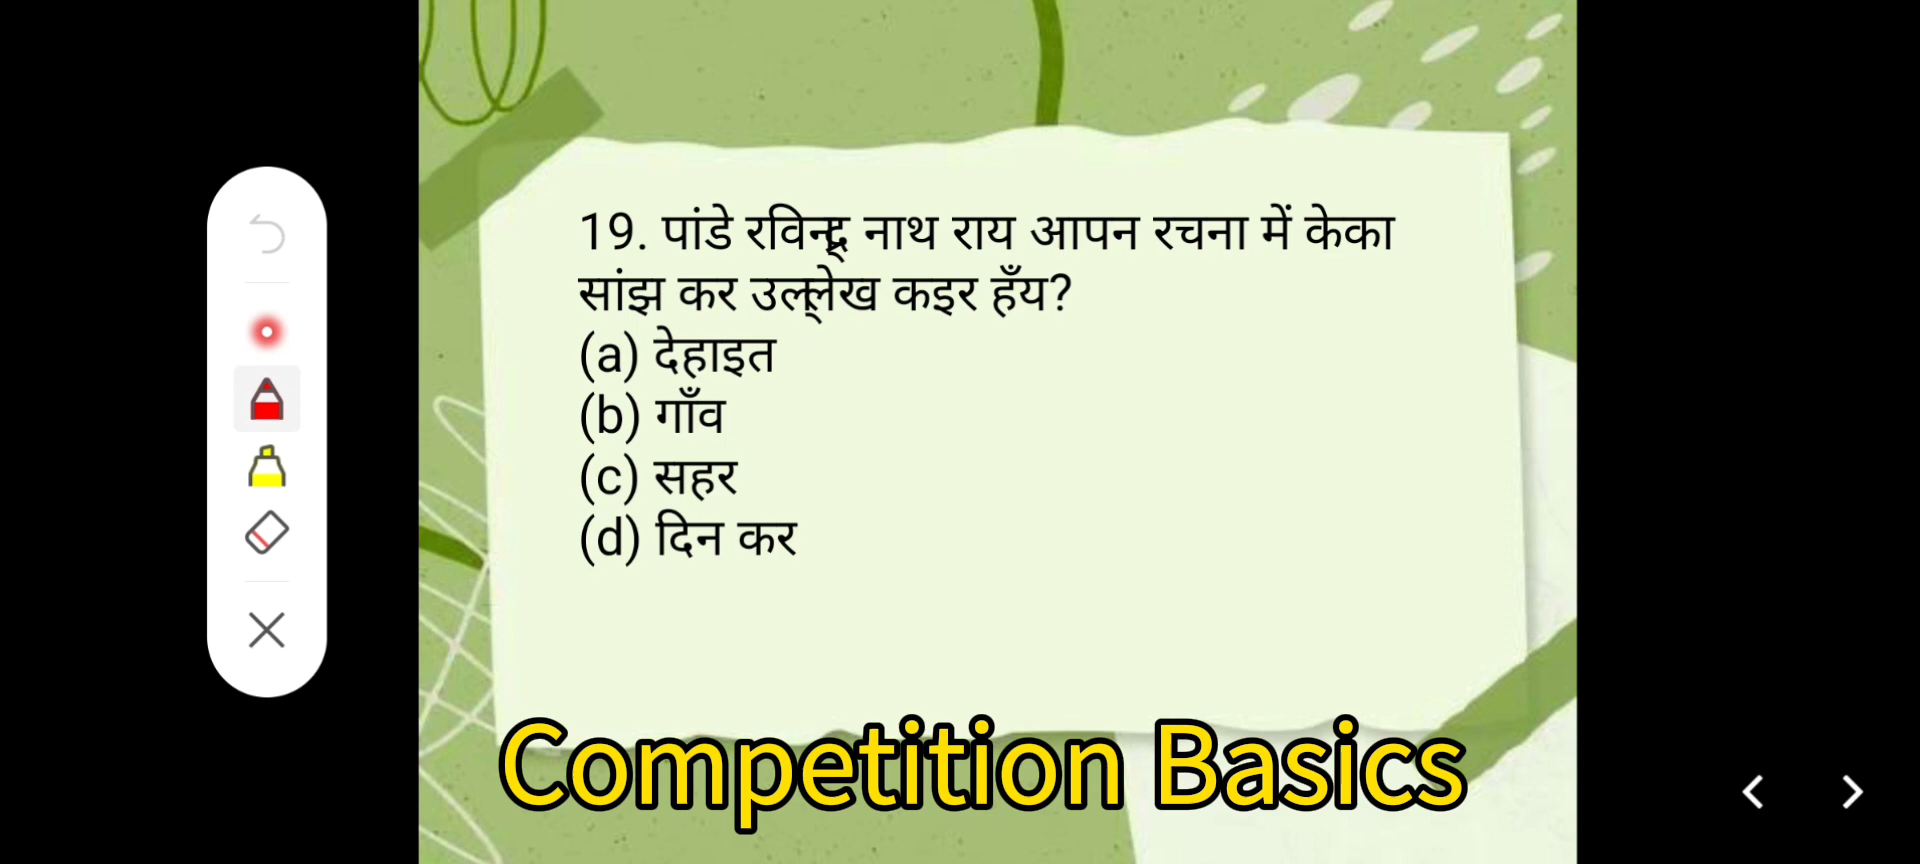 19. पांडे रविन्द्र नाथ राय आपन रचना में केका
सांझ कर उल्लेख कइर हँय?
(a) देहाइत
(b) गाँव
(c) सहर
(d) दिन कर
Competition Basics